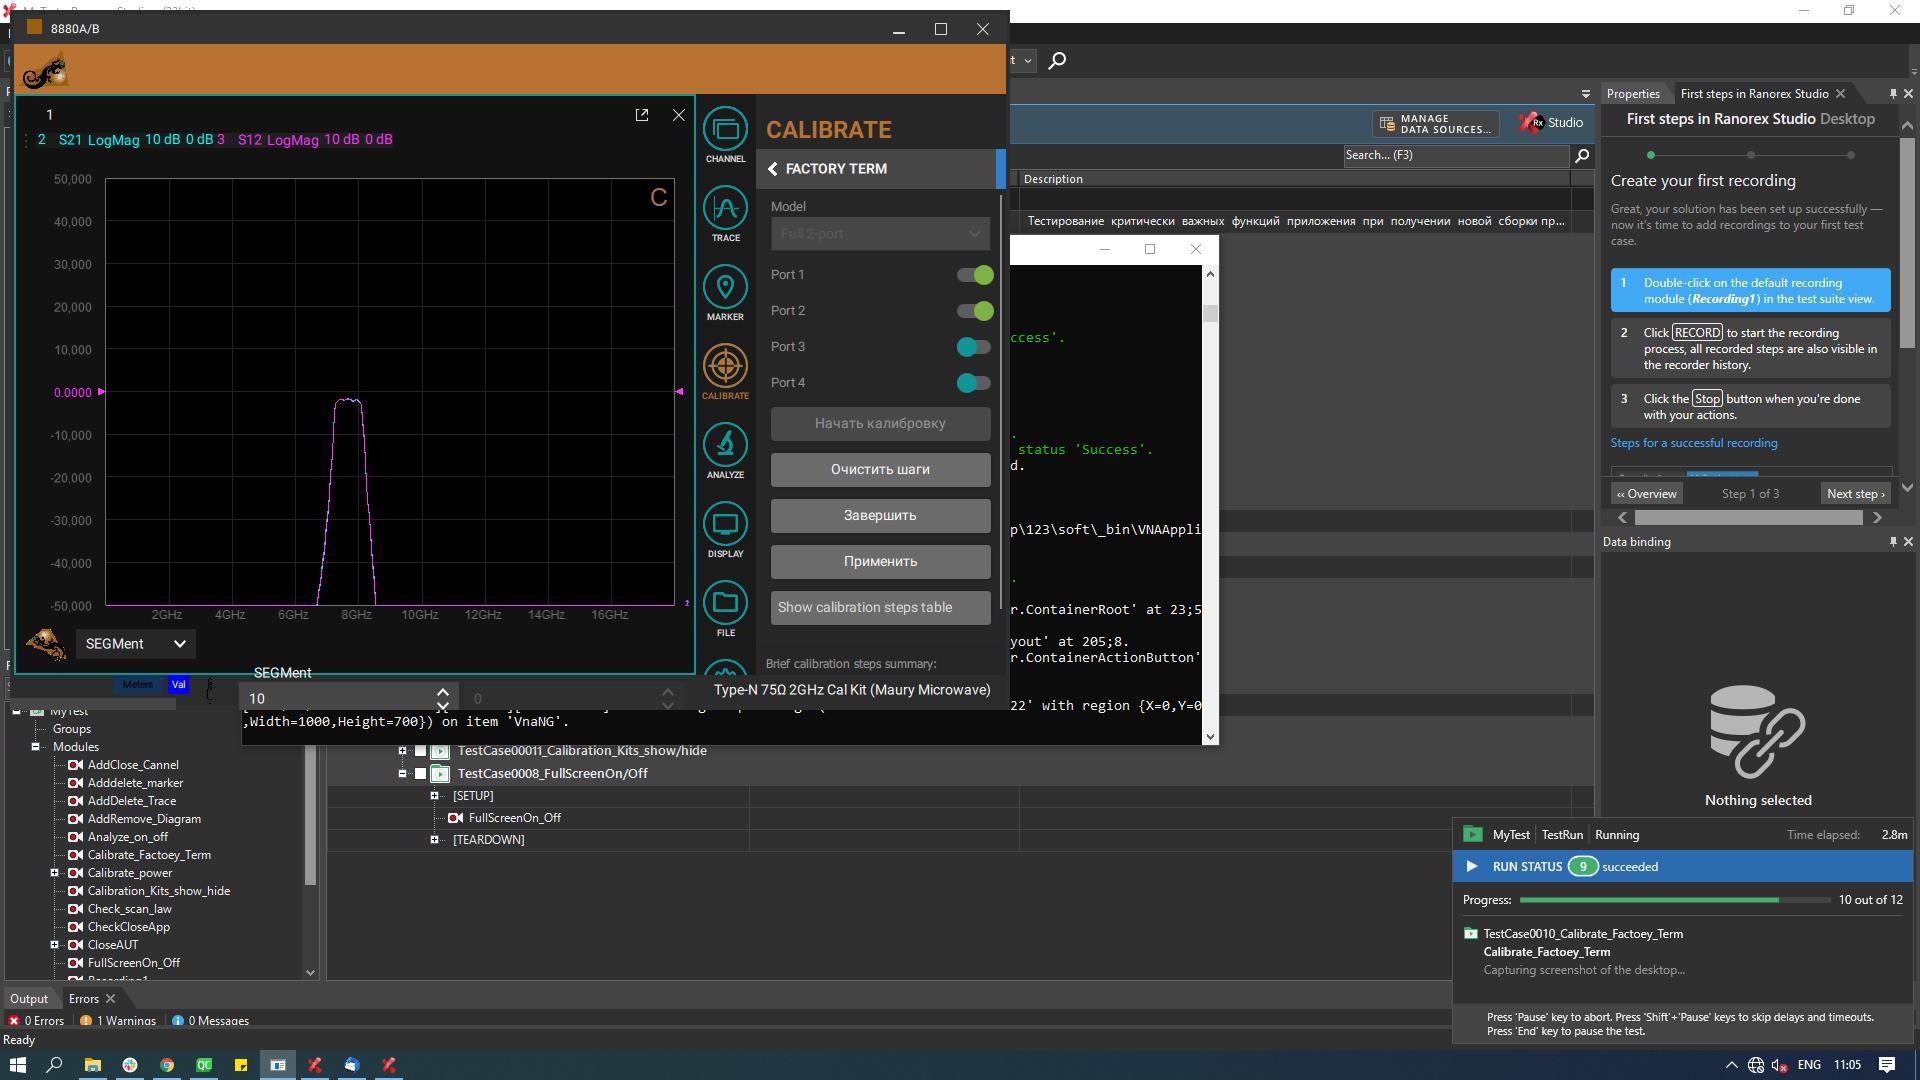 8880A/B
1
2 S21 LogMag 10 dB 0 dB 3 S12 LogMag 10 dB 0 dB
50,000
40,000
30,000
20,000
10,000
0.0000
-10,000
-20,000
-30,000
-40,000
-50,000
2GHz 4GHz 6GHz 8GHz 10GHz 12GHz 14GHz 16GHz
C
2
SEGMent
Meters Val
SEGMent
10
0
CHANNEL
TRACE
MARKER
CALIBRATE
ANALYZE
DISPLAY
FILE
CALIBRATE
FACTORY TERM
Model
Full 2-port
Port 1
Port 2
Port 3
Port 4
Начать калибровку
Очистить шаги
Завершить
Применить
Show calibration steps table
Brief calibration steps summary:
Type-N 75Ω 2GHz Cal Kit (Maury Microwave)
MANAGE
DATA SOURCES...
Rx Studio
Search... (F3)
Description
Тестирование критически важных функций приложения при получении новой сборки пр...
ccess'.
.
status 'Success'.
d.
p\123\soft\_bin\VNAAppli
.
r.ContainerRoot' at 23;5
yout' at 205;8.
r.ContainerActionButton'
22' with region {X=0,Y=0
,Width=1000,Height=700}) on item 'VnaNG'.
MyTest
Groups
Modules
AddClose_Cannel
Adddelete_marker
AddDelete_Trace
AddRemove_Diagram
Analyze_on_off
Calibrate_Factoey_Term
Calibrate_power
Calibration_Kits_show_hide
Check_scan_law
CheckCloseApp
CloseAUT
FullScreenOn_Off
Recording1
TestCase00011_Calibration_Kits_show/hide
TestCase0008_FullScreenOn/Off
[SETUP]
FullScreenOn_Off
[TEARDOWN]
Properties First steps in Ranorex Studio
First steps in Ranorex Studio Desktop
Create your first recording
Great, your solution has been set up successfully —
now it's time to add recordings to your first test
case.
1 Double-click on the default recording
module (Recording1) in the test suite view.
2 Click RECORD to start the recording
process, all recorded steps are also visible in
the recorder history.
3 Click the Stop button when you're done
with your actions.
Steps for a successful recording
‹‹ Overview Step 1 of 3 Next step ›
Data binding
Nothing selected
MyTest TestRun Running Time elapsed: 2.8m
RUN STATUS 9 succeeded
Progress: 10 out of 12
TestCase0010_Calibrate_Factoey_Term
Calibrate_Factoey_Term
Capturing screenshot of the desktop...
Press 'Pause' key to abort. Press 'Shift'+'Pause' keys to skip delays and timeouts.
Press 'End' key to pause the test.
Output Errors
0 Errors 1 Warnings 0 Messages
Ready
QC
ENG 11:05